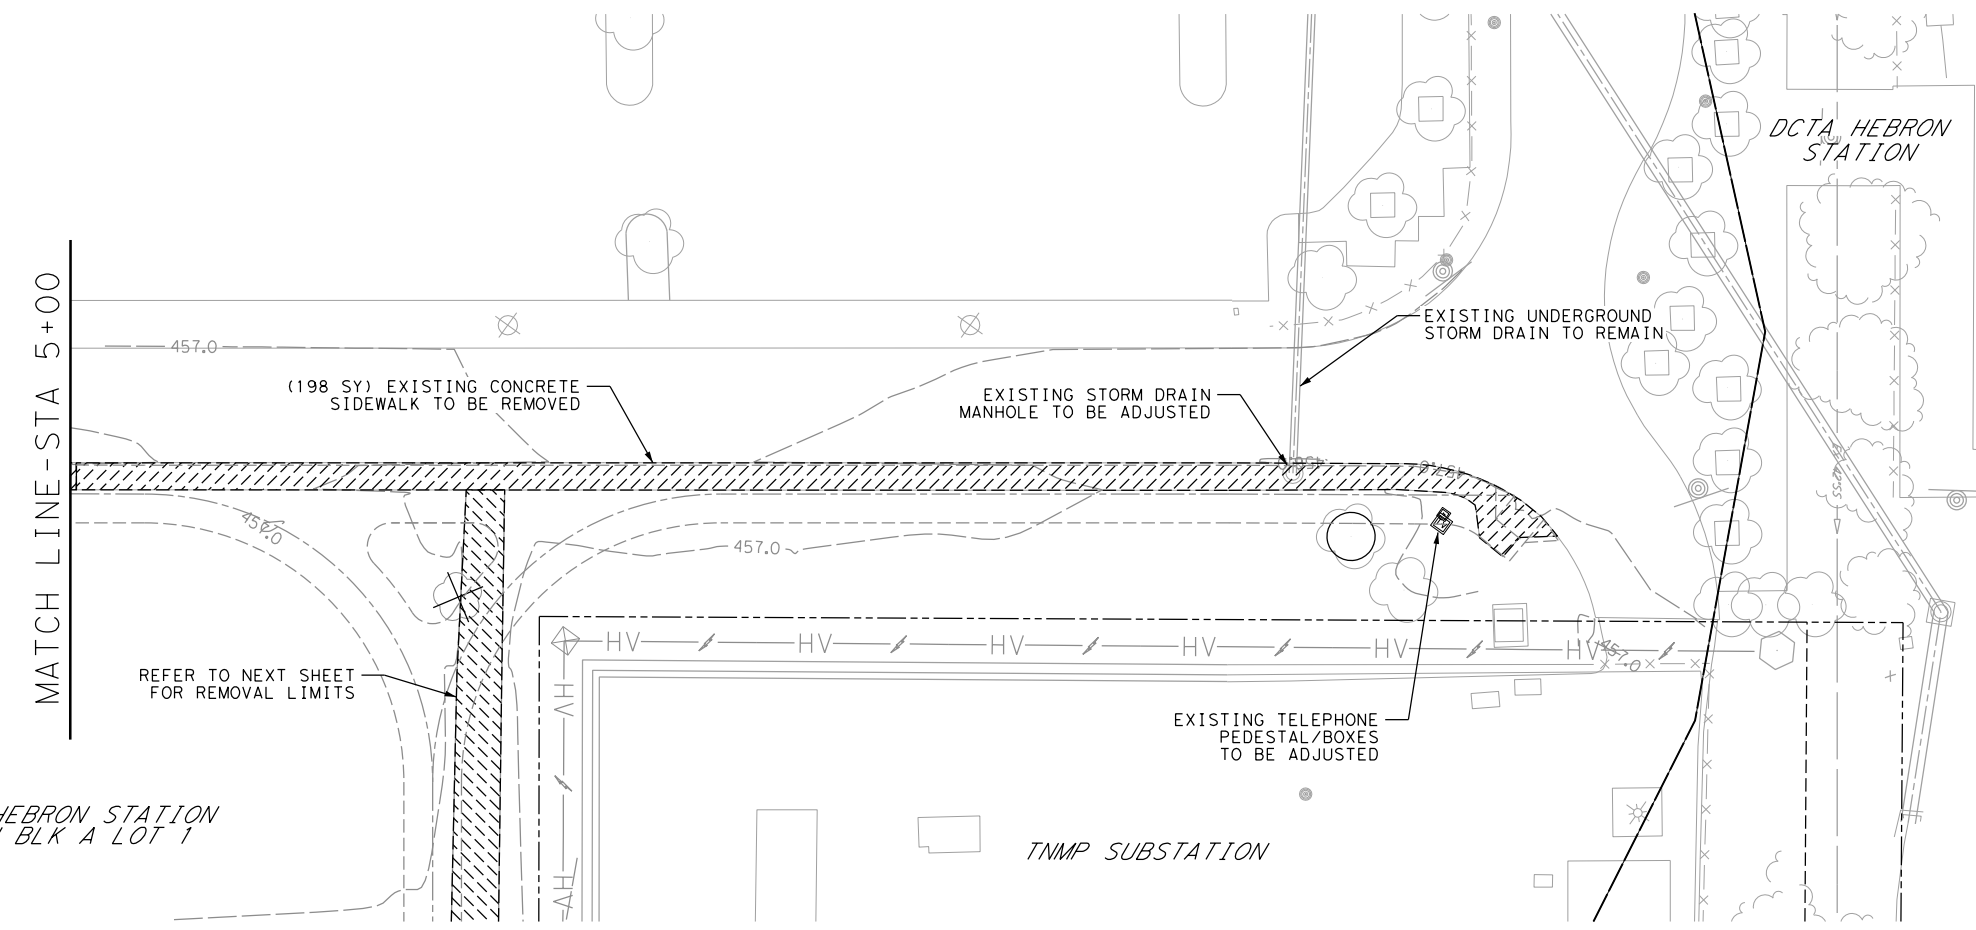 DCTA HEBRON
STATION
MATCH LINE-STA 5+00
EXISTING UNDERGROUND
STORM DRAIN TO REMAIN
457.0
(198 SY) EXISTING CONCRETE
SIDEWALK TO BE REMOVED
EXISTING STORM DRAIN
MANHOLE TO BE ADJUSTED
457.0
457.0
HV
HV
HV
HV
HV
HV
457.0
HV
REFER TO NEXT SHEET
FOR REMOVAL LIMITS
EXISTING TELEPHONE
PEDESTAL/BOXES
TO BE ADJUSTED
HEBRON STATION
BLK A LOT 1
TNMP SUBSTATION
HV